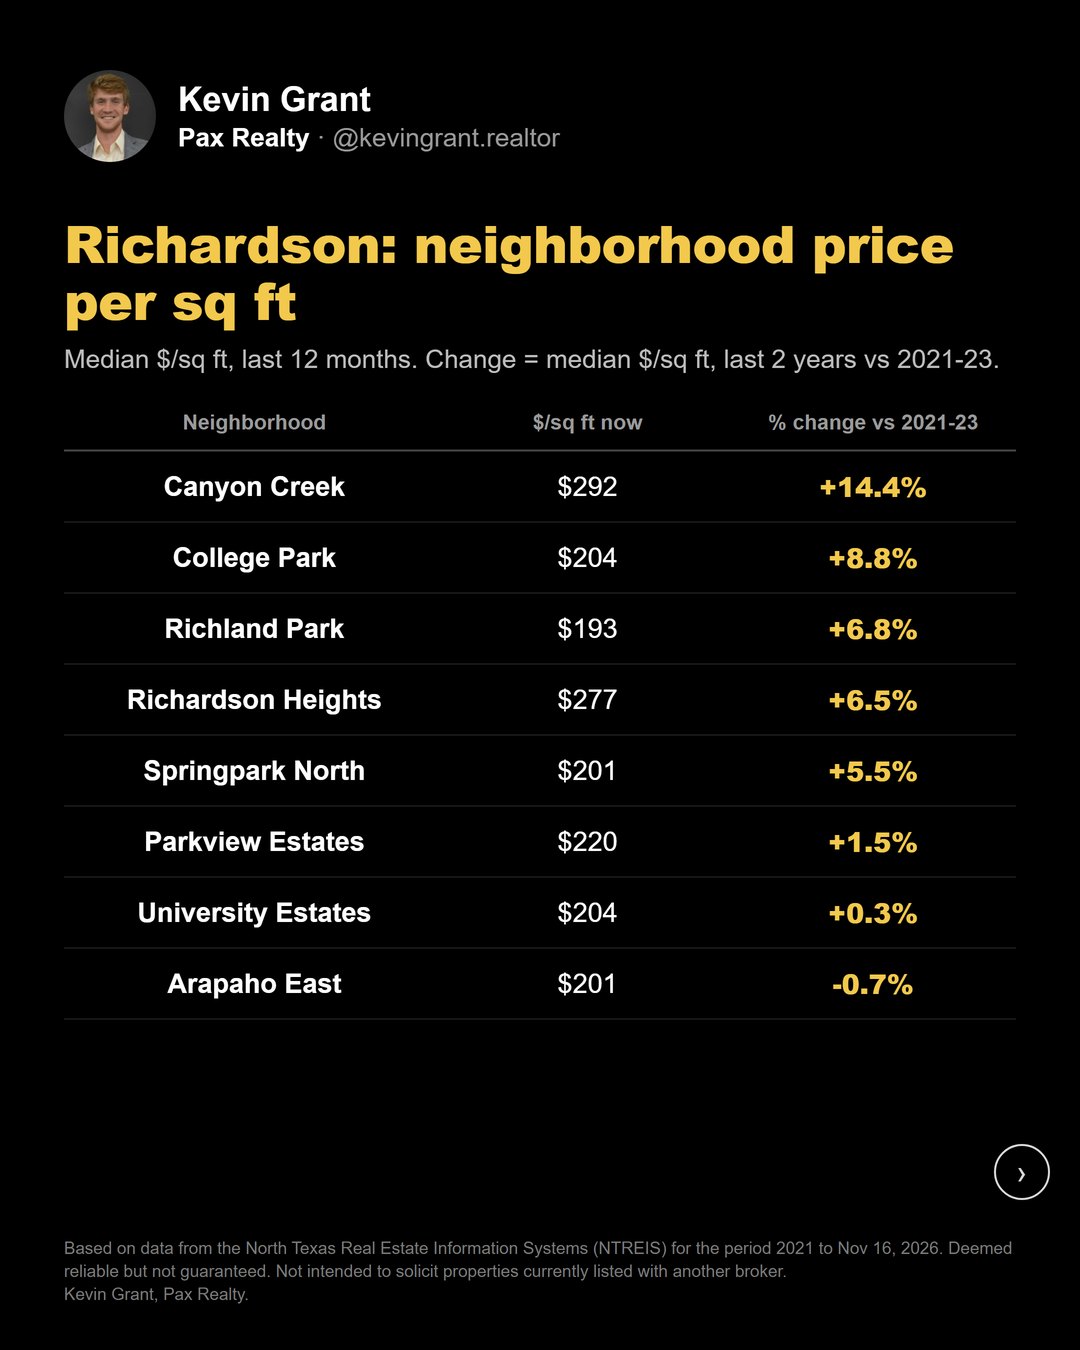 Kevin Grant
Pax Realty · @kevingrant.realtor
Richardson: neighborhood price
per sq ft
Median $/sq ft, last 12 months. Change = median $/sq ft, last 2 years vs 2021-23.
Neighborhood $/sq ft now % change vs 2021-23
Canyon Creek $292 +14.4%
College Park $204 +8.8%
Richland Park $193 +6.8%
Richardson Heights $277 +6.5%
Springpark North $201 +5.5%
Parkview Estates $220 +1.5%
University Estates $204 +0.3%
Arapaho East $201 -0.7%
›
Based on data from the North Texas Real Estate Information Systems (NTREIS) for the period 2021 to Nov 16, 2026. Deemed
reliable but not guaranteed. Not intended to solicit properties currently listed with another broker.
Kevin Grant, Pax Realty.